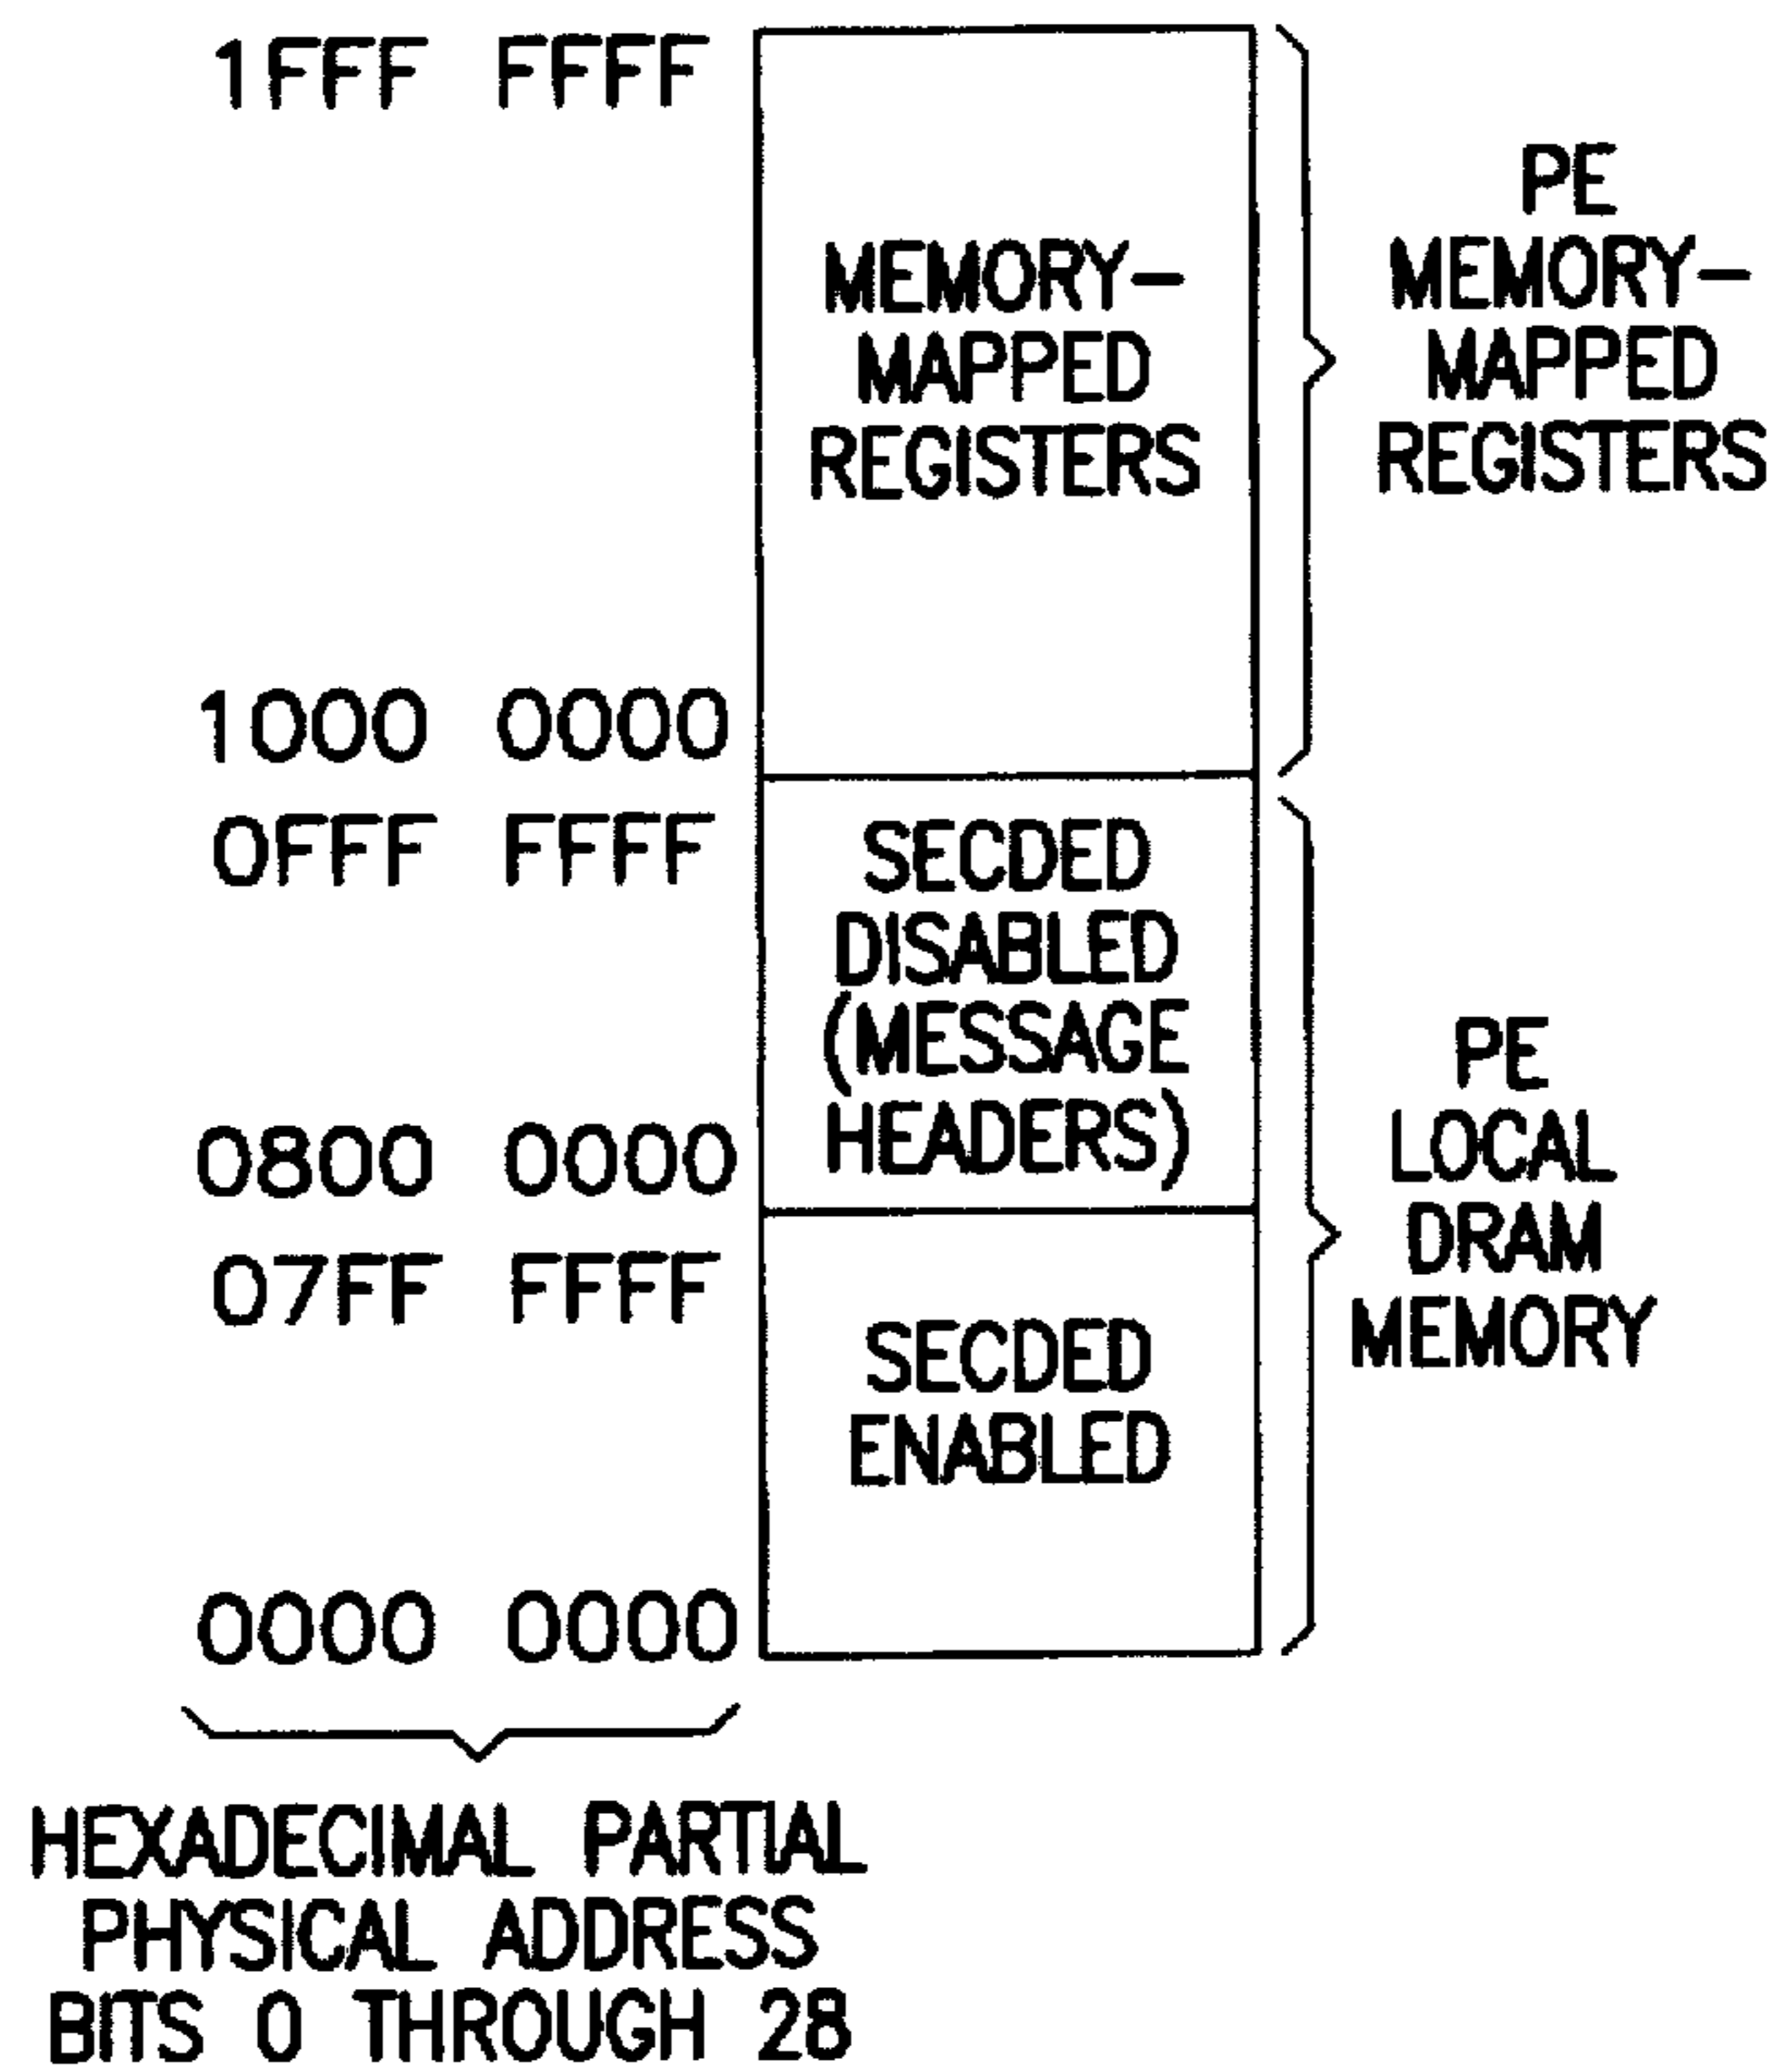 1FFF FFFF
PE
MEMORY-
MAPPED
REGISTERS
MEMORY-
MAPPED
REGISTERS
1000 0000
0FFF FFFF
SECDED
DISABLED
(MESSAGE
HEADERS)
PE
LOCAL
DRAM
MEMORY
0800 0000
07FF FFFF
SECDED
ENABLED
0000 0000
HEXADECIMAL PARTIAL
PHYSICAL ADDRESS
BITS 0 THROUGH 28